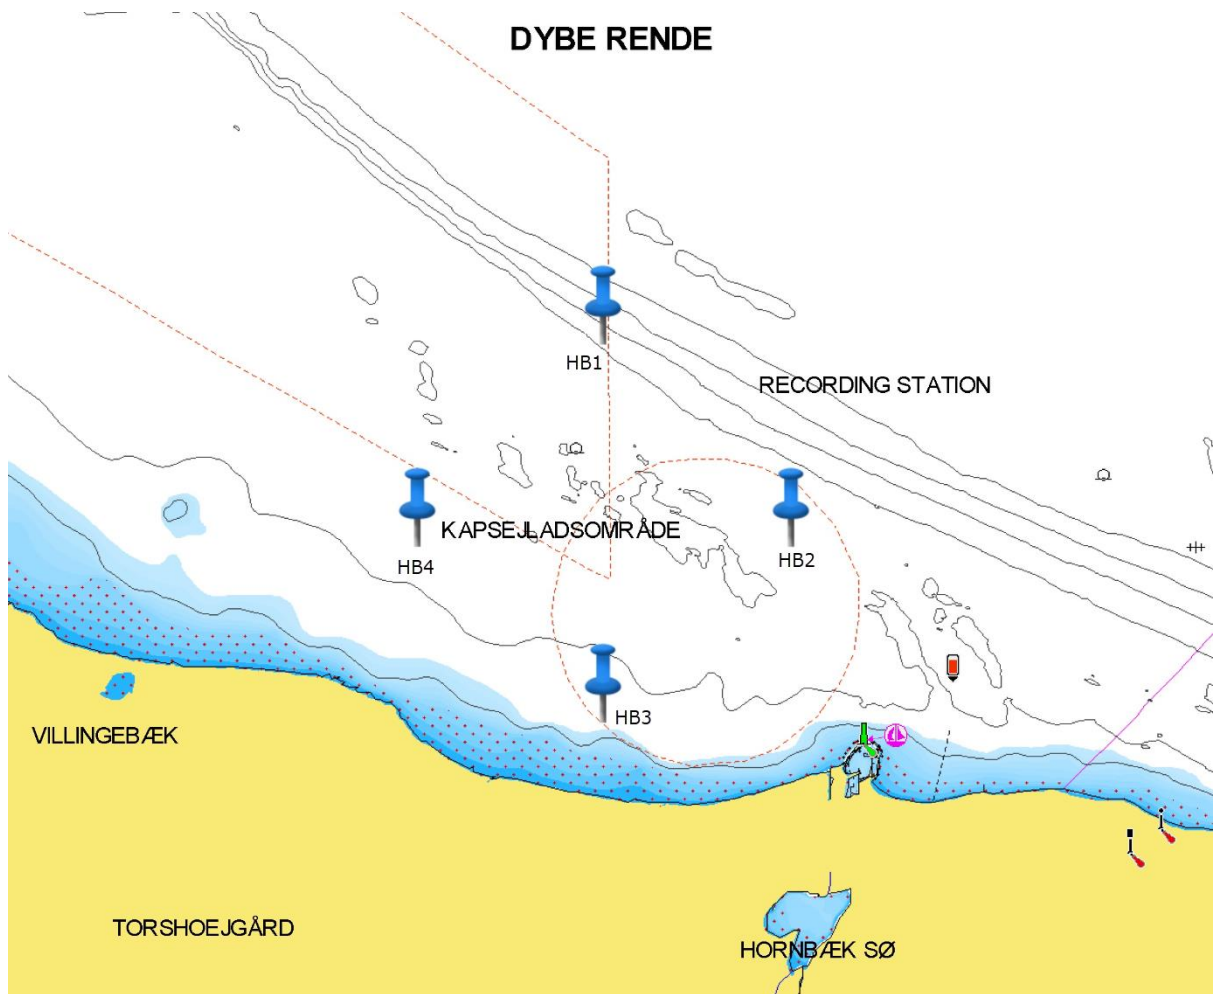 DYBE RENDE
HB1
RECORDING STATION
KAPSEJLADSOMRÅDE
HB4
HB2
HB3
VILLINGEBÆK
TORSHOEJGÅRD
HORNBÆK SØ